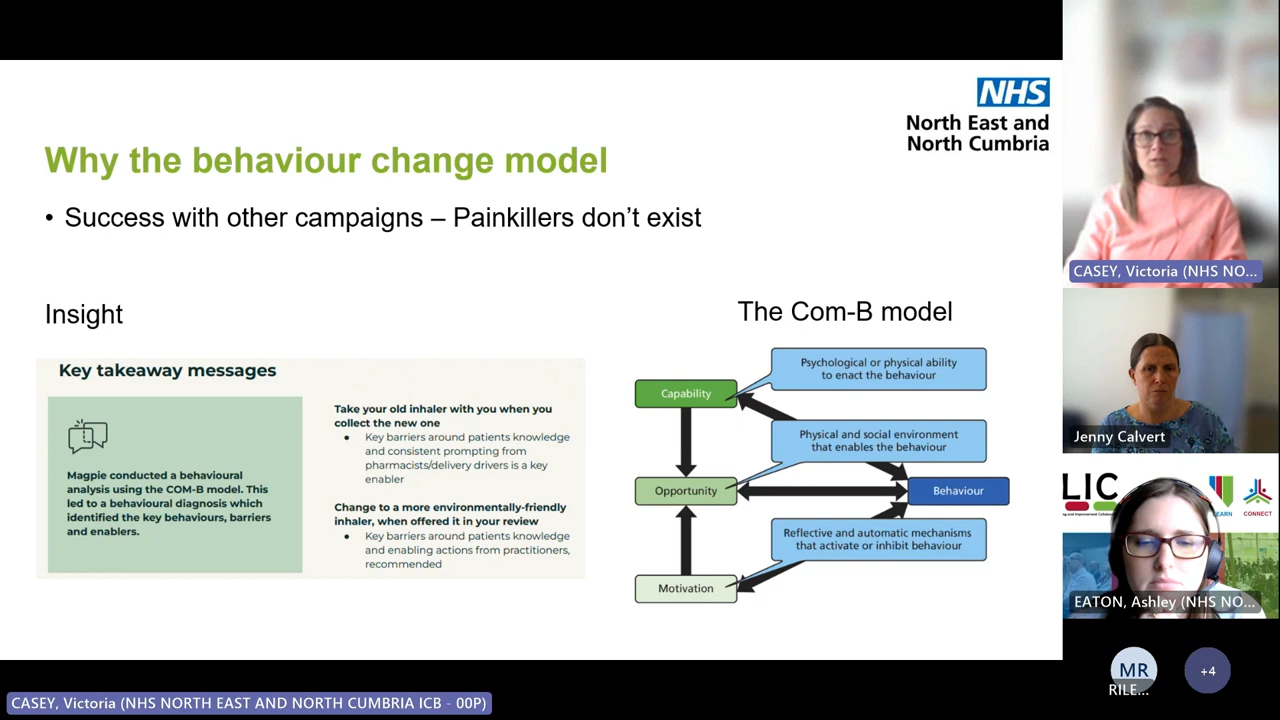 NHS
North East and
North Cumbria
Why the behaviour change model
• Success with other campaigns – Painkillers don’t exist
Insight
Key takeaway messages
Magpie conducted a behavioural
analysis using the COM-B model. This
led to a behavioural diagnosis which
identified the key behaviours, barriers
and enablers.
Take your old inhaler with you when you
collect the new one
● Key barriers around patients knowledge
and consistent prompting from
pharmacists/delivery drivers is a key
enabler
Change to a more environmentally-friendly
inhaler, when offered it in your review
● Key barriers around patients knowledge
and enabling actions from practitioners,
recommended
The Com-B model
Psychological or physical ability
to enact the behaviour
Capability
Physical and social environment
that enables the behaviour
Opportunity
Behaviour
Reflective and automatic mechanisms
that activate or inhibit behaviour
Motivation
CASEY, Victoria (NHS NO...
Jenny Calvert
LIC
CONNECT
EATON, Ashley (NHS NO...
MR
RILE...
+4
CASEY, Victoria (NHS NORTH EAST AND NORTH CUMBRIA ICB - 00P)